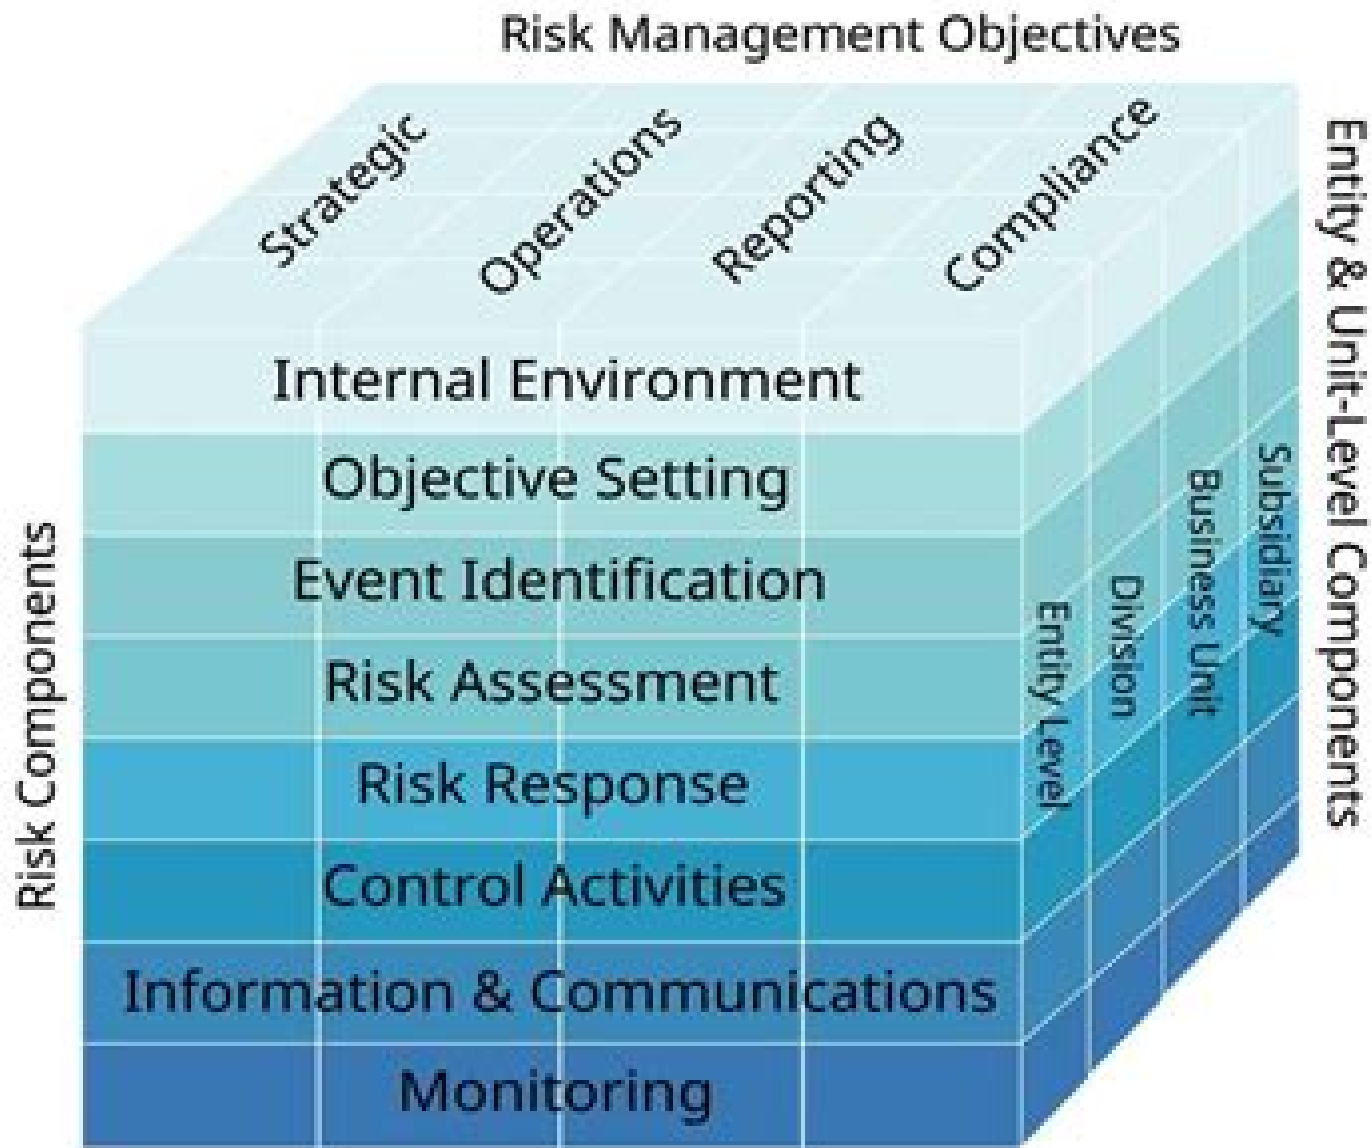 Risk Management Objectives
Strategic
Operations
Reporting
Compliance
Internal Environment
Objective Setting
Event Identification
Risk Assessment
Risk Response
Control Activities
Information & Communications
Monitoring
Risk Components
Entity Level
Division
Business Unit
Subsidiary
Entity & Unit-Level Components